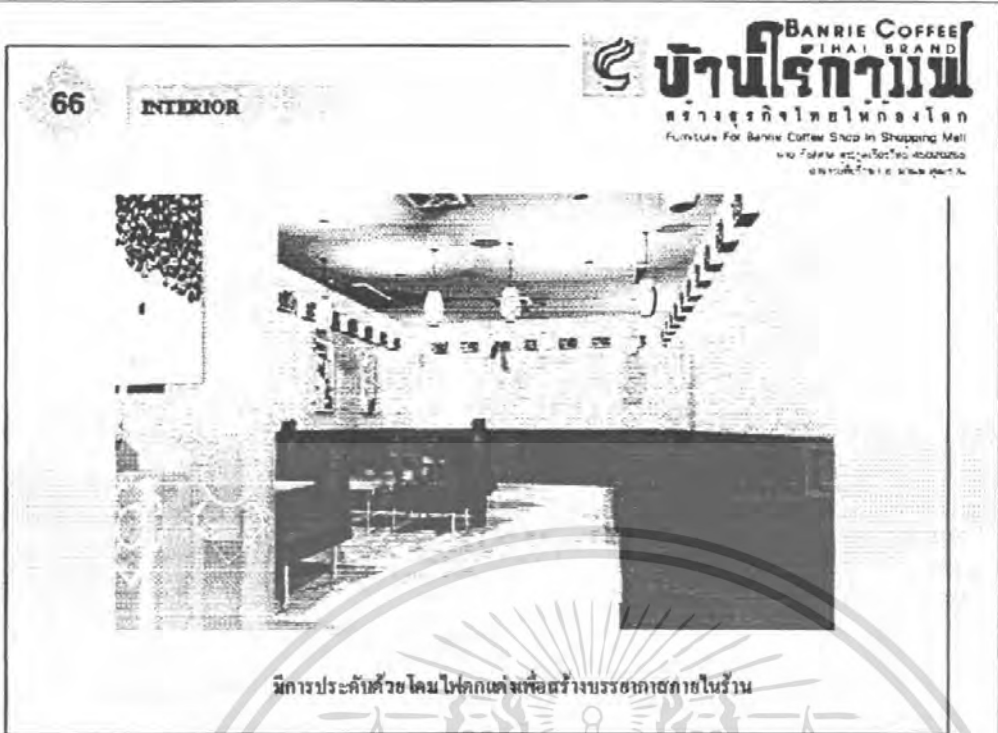 66
INTERIOR
BANRIE COFFEE
THAI BRAND
บ้านไร่กาแฟ
สร้างธุรกิจไทยให้ก้องโลก
Furniture For Banrie Coffee Shop In Shopping Mall
มีการประดับด้วยโคมไฟตกแต่งเพื่อสร้างบรรยากาศภายในร้าน